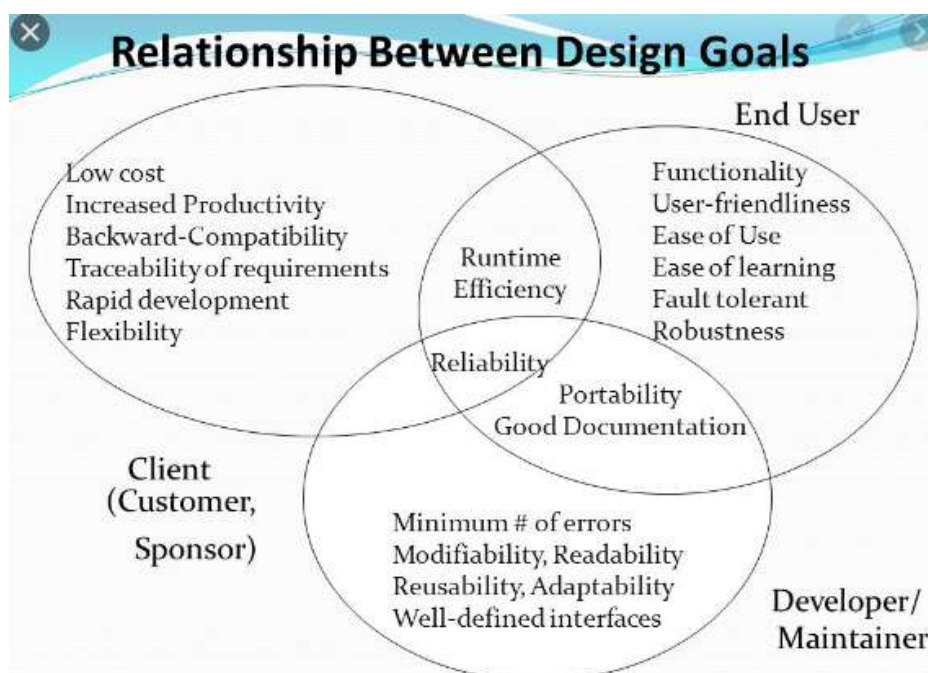 Relationship Between Design Goals
End User
Low cost
Increased Productivity
Backward-Compatibility
Traceability of requirements
Rapid development
Flexibility
Runtime
Efficiency
Functionality
User-friendliness
Ease of Use
Ease of learning
Fault tolerant
Robustness
Reliability
Portability
Good Documentation
Client
(Customer,
Sponsor)
Minimum # of errors
Modifiability, Readability
Reusability, Adaptability
Well-defined interfaces
Developer/
Maintainer